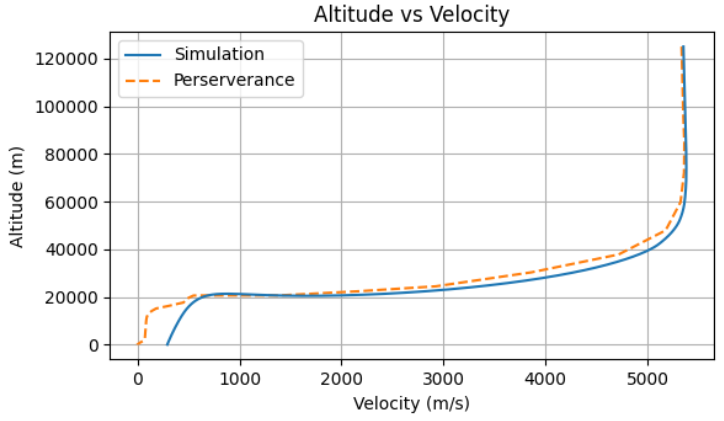 Altitude vs Velocity
Simulation
Perserverance
120000
100000
80000
60000
40000
20000
0
Altitude (m)
0 1000 2000 3000 4000 5000
Velocity (m/s)